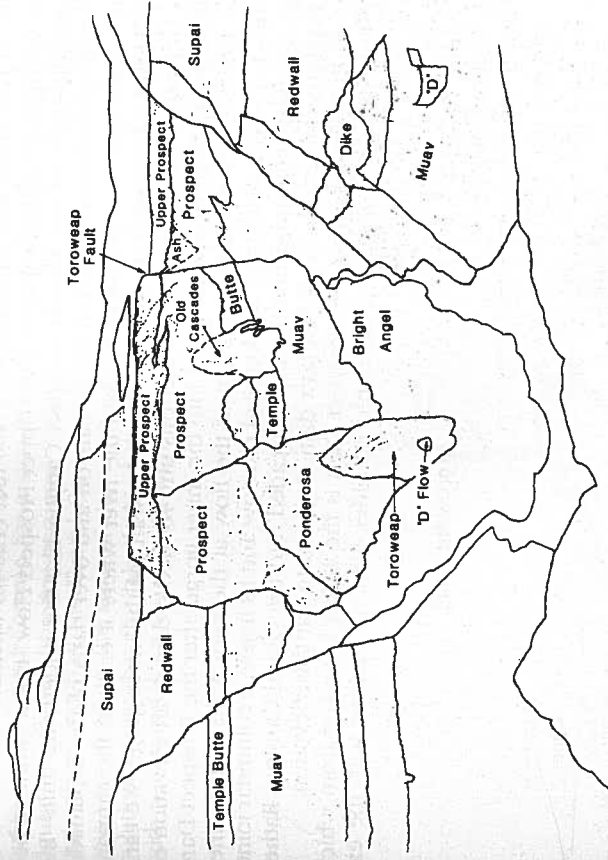 Toroweap
Fault
Supai
Redwall
Temple Butte
Muav
Upper Prospect
Prospect
Prospect
Ponderosa
Toroweap
"D" Flow
Temple
Butte
Old
Cascades
Ash
Upper Prospect
Prospect
Muav
Bright
Angel
Supai
Redwall
Dike
Muav
"D"